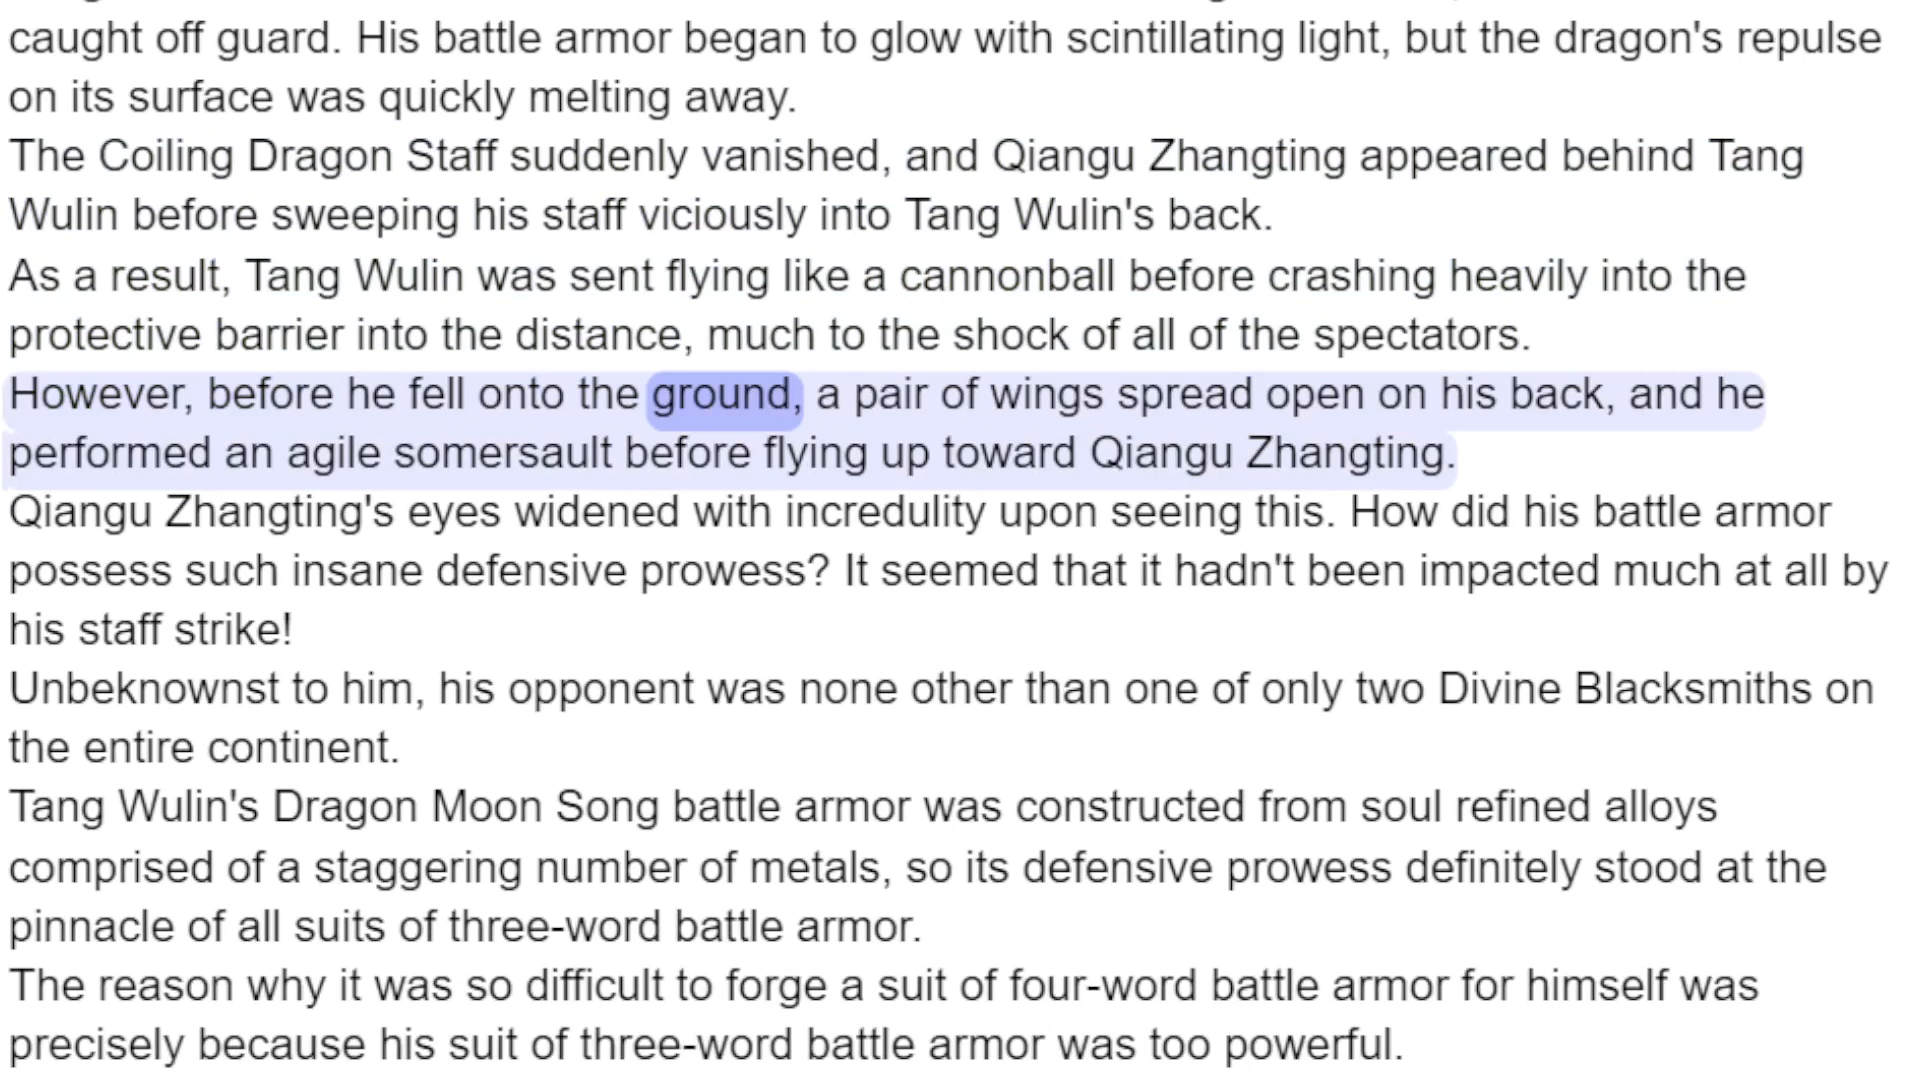 caught off guard. His battle armor began to glow with scintillating light, but the dragon's repulse
on its surface was quickly melting away.
The Coiling Dragon Staff suddenly vanished, and Qiangu Zhangting appeared behind Tang
Wulin before sweeping his staff viciously into Tang Wulin's back.
As a result, Tang Wulin was sent flying like a cannonball before crashing heavily into the
protective barrier into the distance, much to the shock of all of the spectators.
However, before he fell onto the ground, a pair of wings spread open on his back, and he
performed an agile somersault before flying up toward Qiangu Zhangting.
Qiangu Zhangting's eyes widened with incredulity upon seeing this. How did his battle armor
possess such insane defensive prowess? It seemed that it hadn't been impacted much at all by
his staff strike!
Unbeknownst to him, his opponent was none other than one of only two Divine Blacksmiths on
the entire continent.
Tang Wulin's Dragon Moon Song battle armor was constructed from soul refined alloys
comprised of a staggering number of metals, so its defensive prowess definitely stood at the
pinnacle of all suits of three-word battle armor.
The reason why it was so difficult to forge a suit of four-word battle armor for himself was
precisely because his suit of three-word battle armor was too powerful.